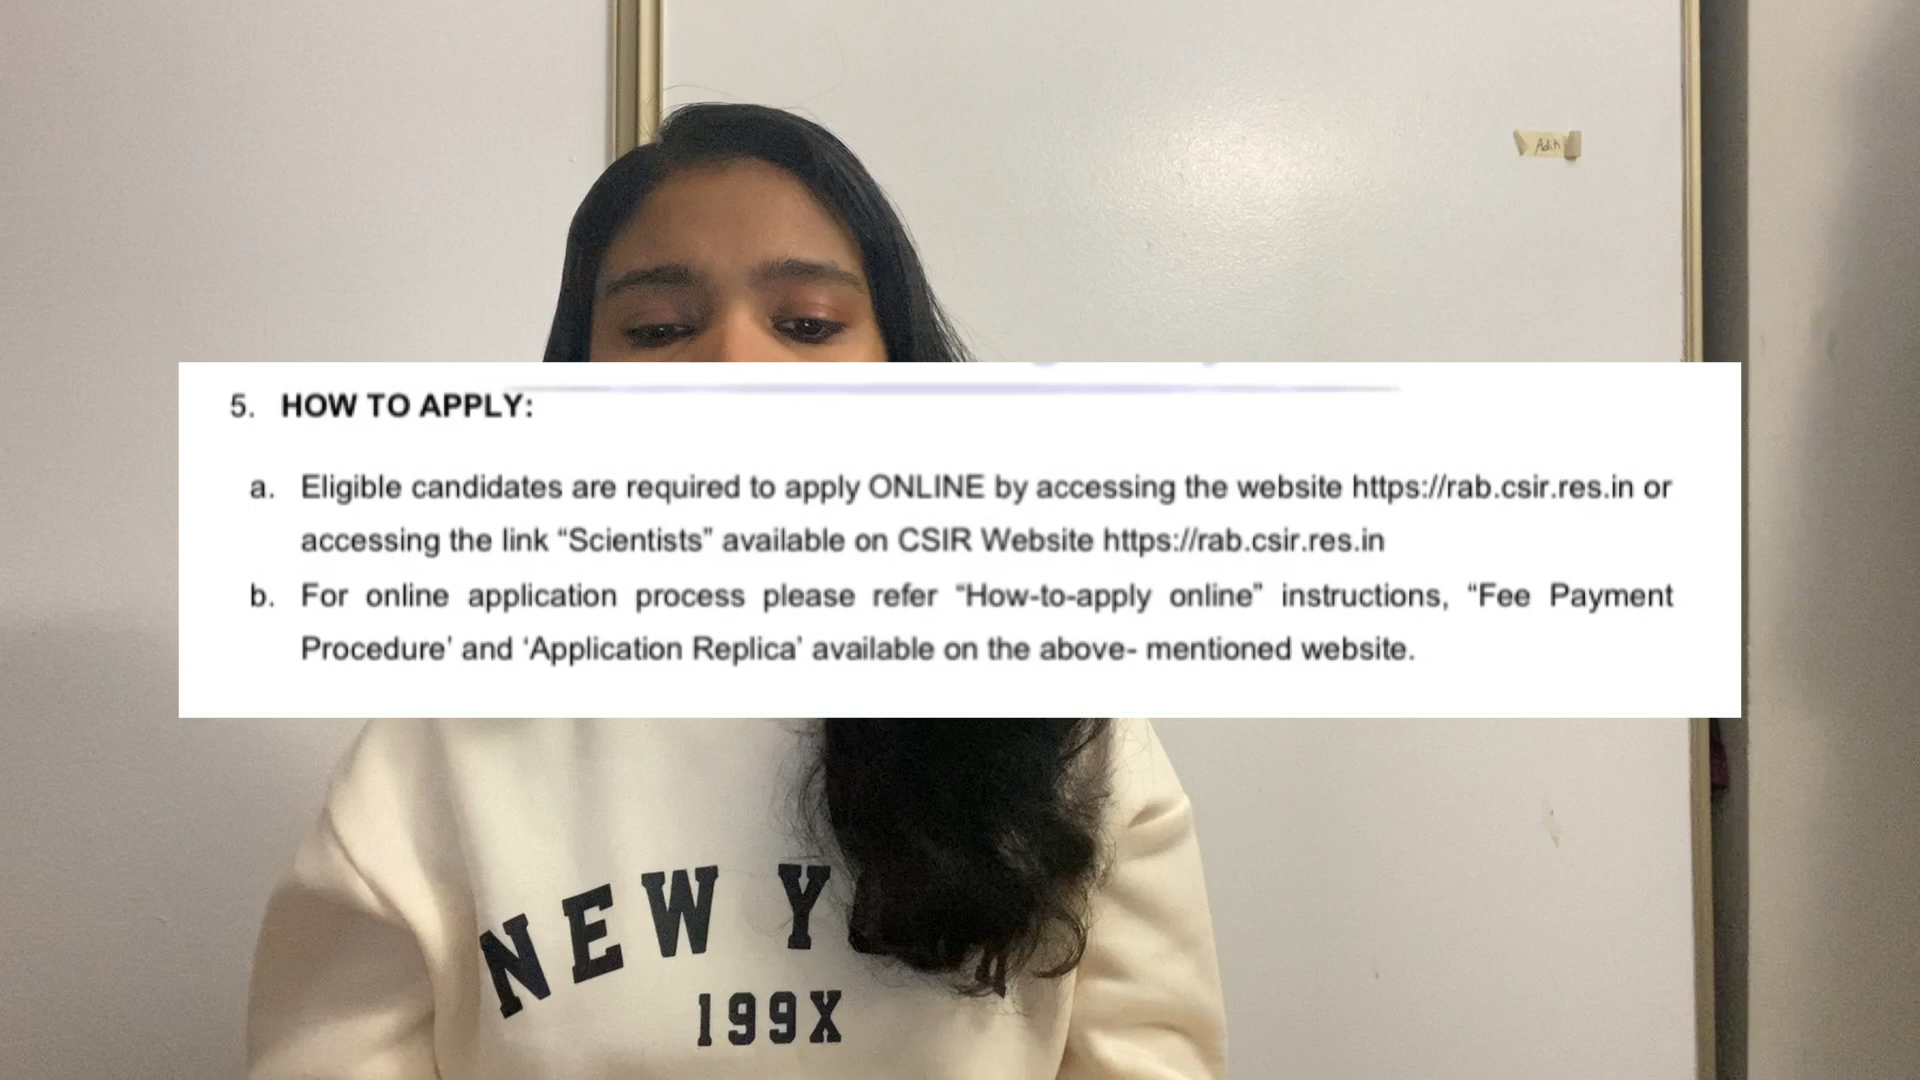 Adh
5. HOW TO APPLY:
a. Eligible candidates are required to apply ONLINE by accessing the website https://rab.csir.res.in or
accessing the link “Scientists” available on CSIR Website https://rab.csir.res.in
b. For online application process please refer “How-to-apply online” instructions, “Fee Payment
Procedure’ and ‘Application Replica’ available on the above- mentioned website.
NEW Y
199X